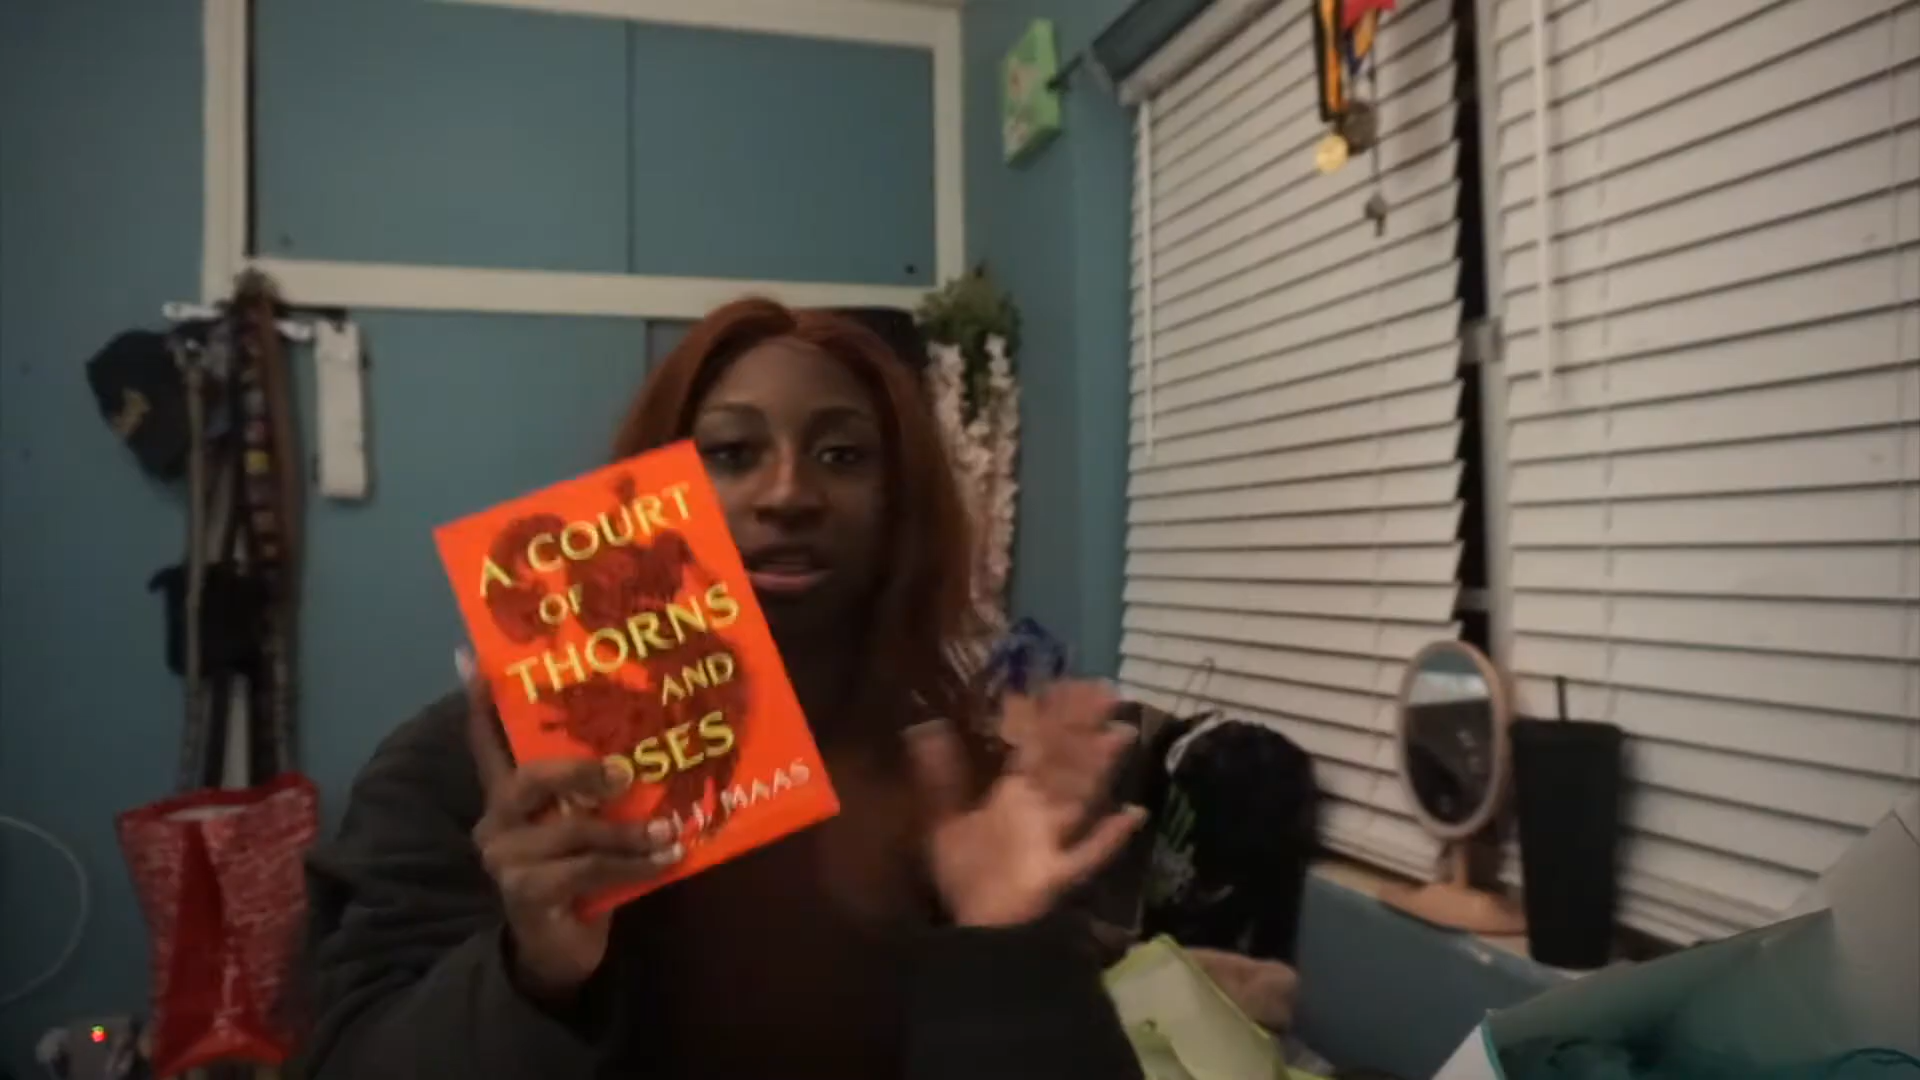 A COURT
OF
THORNS
AND
OSES
MAAS